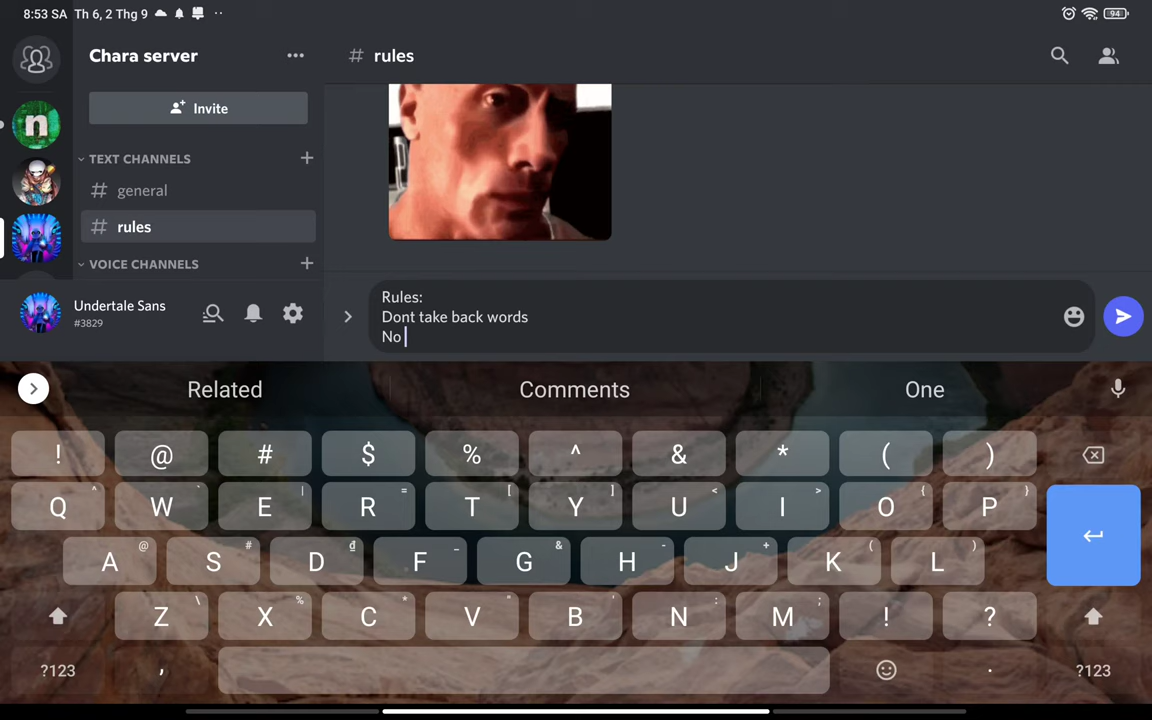 8:53 SA Th 6, 2 Thg 9
94
Chara server
# rules
Invite
TEXT CHANNELS
# general
# rules
VOICE CHANNELS
n
Undertale Sans
#3829
Rules:
Dont take back words
No
Related Comments One
! @ # $ % ^ & * ( )
Q ^ W ` E | R = T [ Y ] U < I > O { P }
A @ S # D ₫ F _ G & H - J + K ( L )
Z \ X % C * V " B ' N : M ; ! ?
?123 , . ?123